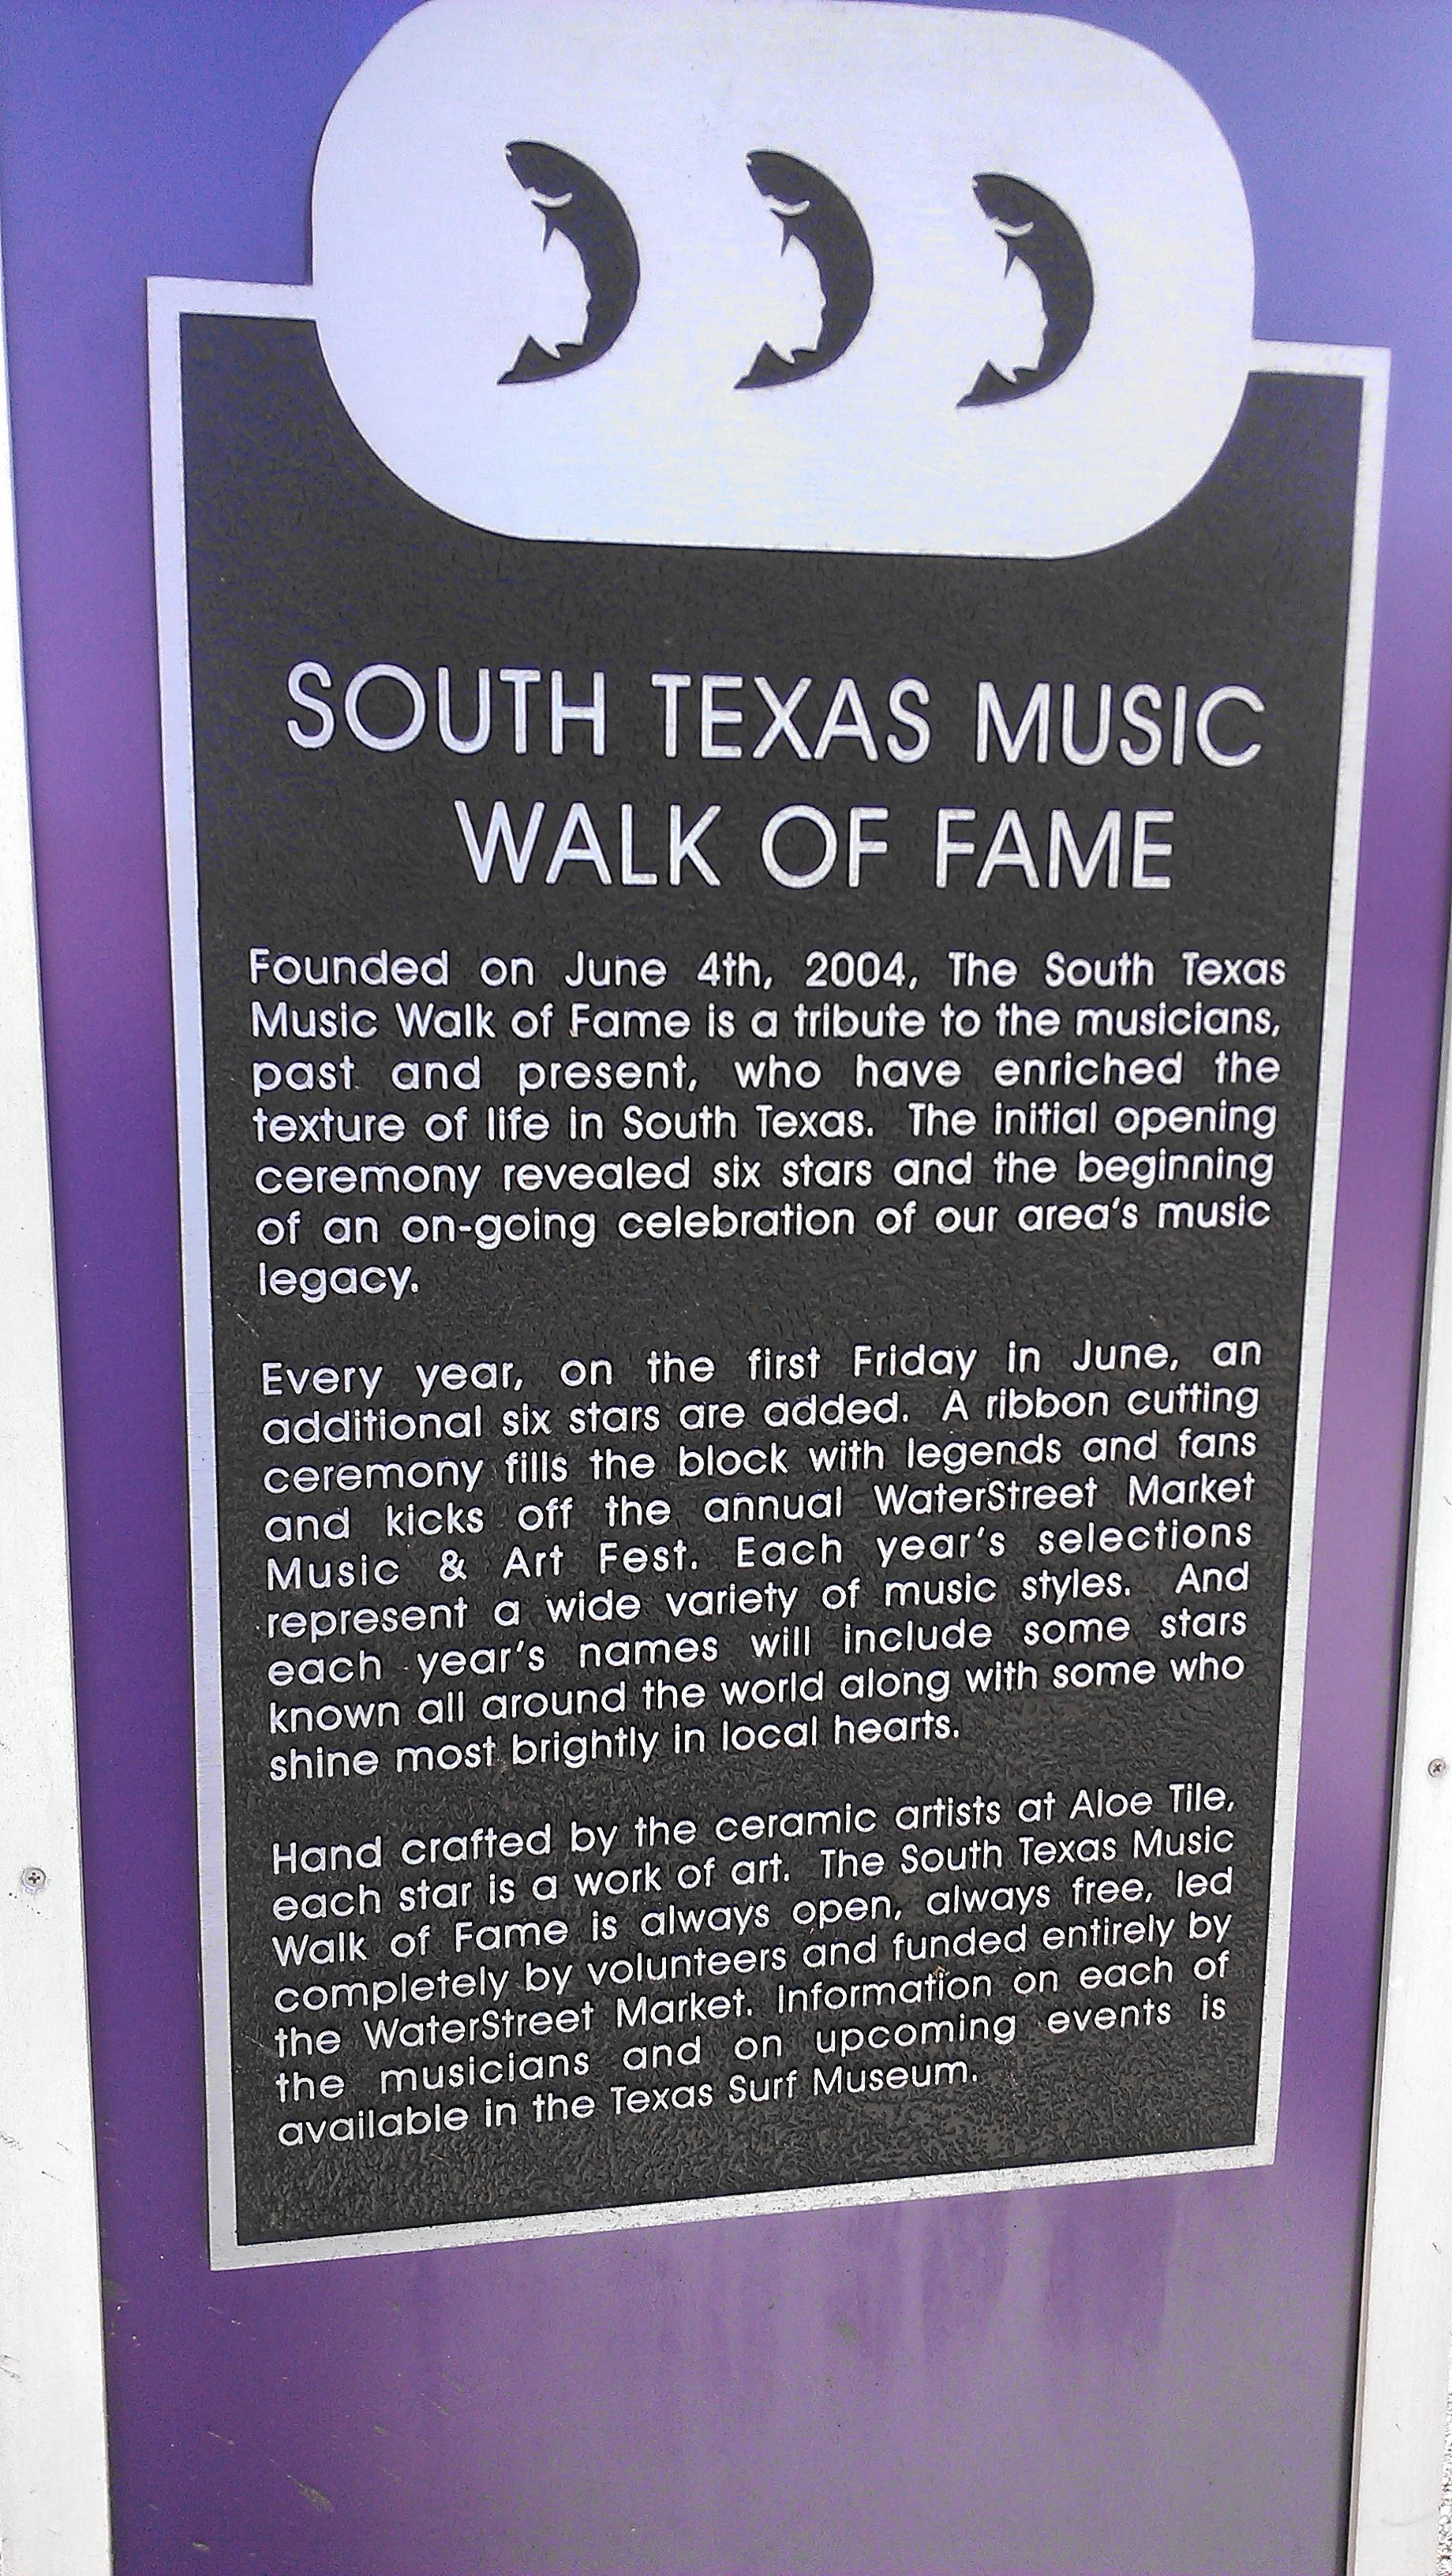 SOUTH TEXAS MUSIC
WALK OF FAME
Founded on June 4th, 2004, The South Texas
Music Walk of Fame is a tribute to the musicians,
past and present, who have enriched the
texture of life in South Texas. The initial opening
ceremony revealed six stars and the beginning
of an on-going celebration of our area's music
legacy.
Every year, on the first Friday in June, an
additional six stars are added. A ribbon cutting
ceremony fills the block with legends and fans
and kicks off the annual WaterStreet Market
Music & Art Fest. Each year's selections
represent a wide variety of music styles. And
each year's names will include some stars
known all around the world along with some who
shine most brightly in local hearts.
Hand crafted by the ceramic artists at Aloe Tile,
each star is a work of art. The South Texas Music
Walk of Fame is always open, always free, led
completely by volunteers and funded entirely by
the WaterStreet Market. Information on each of
the musicians and on upcoming events is
available in the Texas Surf Museum.